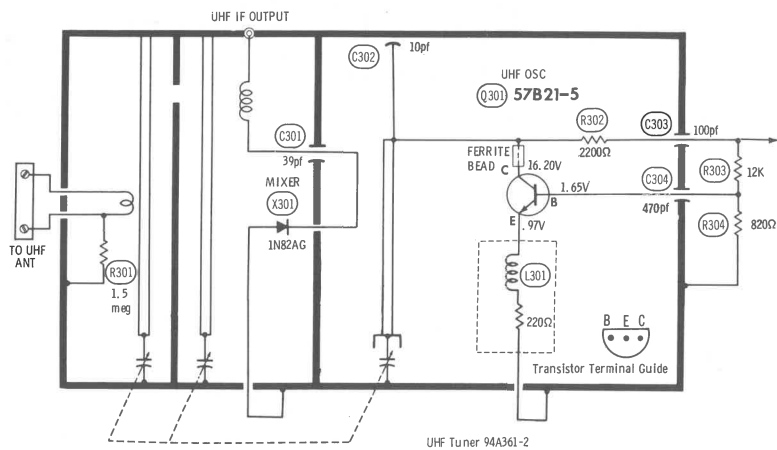 UHF IF OUTPUT
C302
10pf
UHF OSC
Q301 57B21-5
R302
2200Ω
C303
100pf
C301
39pf
FERRITE
BEAD
C
16.20V
C304
470pf
R303
12K
MIXER
X301
1N82AG
1.65V
B
E
.97V
R304
820Ω
TO UHF
ANT
R301
1.5
meg
L301
220Ω
B E C
Transistor Terminal Guide
UHF Tuner 94A361-2